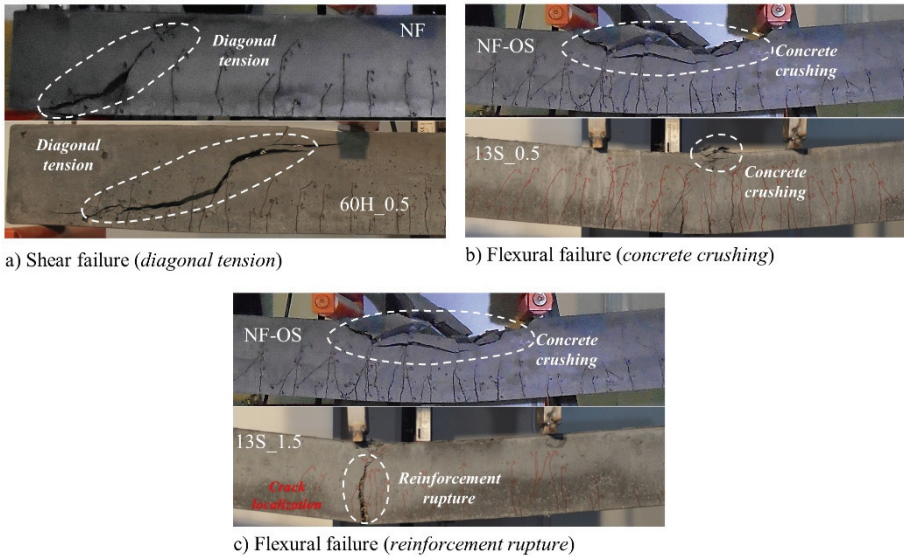 NF
Diagonal
tension
Diagonal
tension
60H_0.5
a) Shear failure (diagonal tension)
NF-OS
Concrete
crushing
13S_0.5
Concrete
crushing
b) Flexural failure (concrete crushing)
NF-OS
Concrete
crushing
13S_1.5
Crack
localization
Reinforcement
rupture
c) Flexural failure (reinforcement rupture)